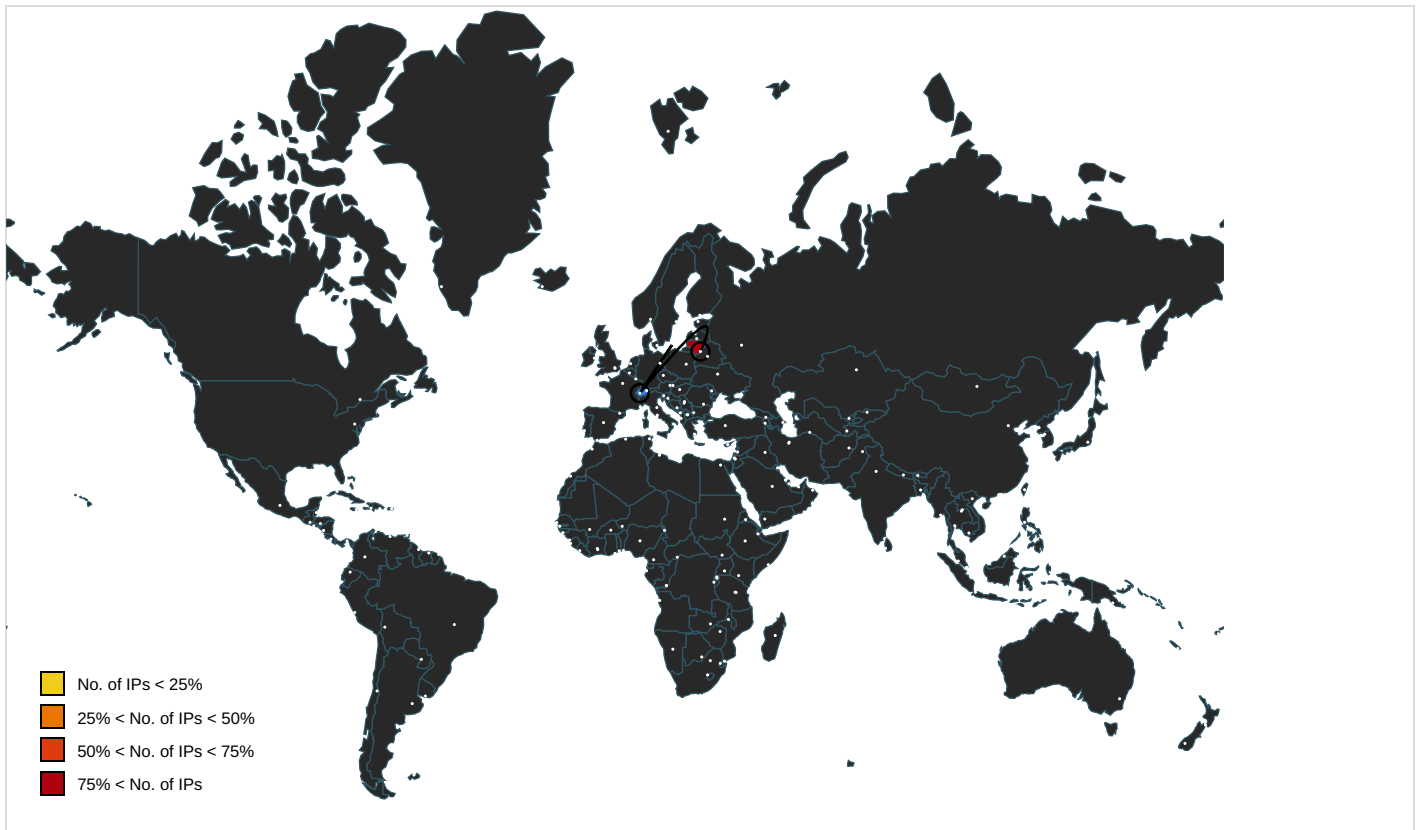 No. of IPs < 25%
25% < No. of IPs < 50%
50% < No. of IPs < 75%
75% < No. of IPs